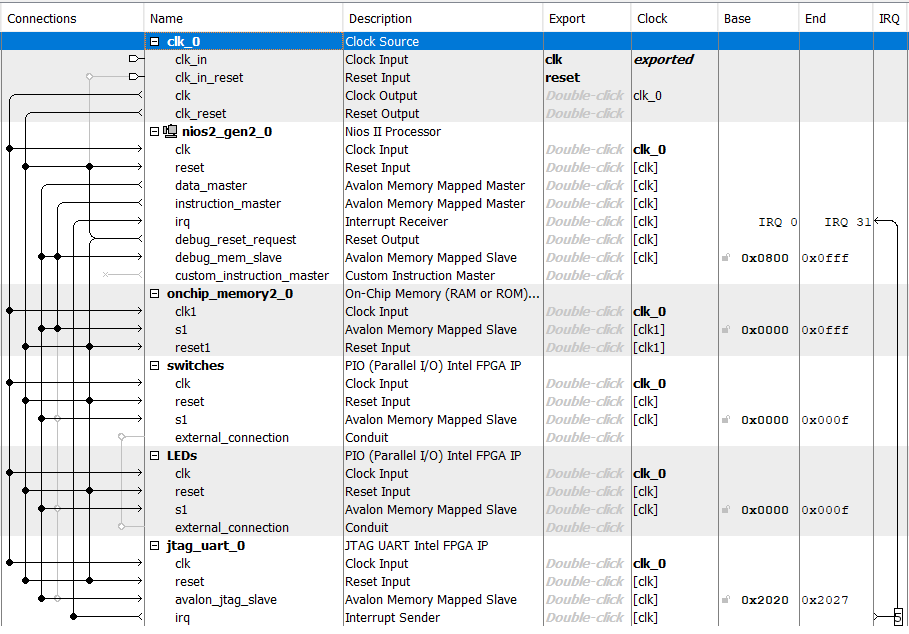 Connections Name Description Export Clock Base End IRQ
clk_0 Clock Source
clk_in Clock Input clk exported
clk_in_reset Reset Input reset
clk Clock Output Double-click clk_0
clk_reset Reset Output Double-click
nios2_gen2_0 Nios II Processor
clk Clock Input Double-click clk_0
reset Reset Input Double-click [clk]
data_master Avalon Memory Mapped Master Double-click [clk]
instruction_master Avalon Memory Mapped Master Double-click [clk]
irq Interrupt Receiver Double-click [clk] IRQ 0 IRQ 31
debug_reset_request Reset Output Double-click [clk]
debug_mem_slave Avalon Memory Mapped Slave Double-click [clk] 0x0800 0x0fff
custom_instruction_master Custom Instruction Master Double-click
onchip_memory2_0 On-Chip Memory (RAM or ROM)...
clk1 Clock Input Double-click clk_0
s1 Avalon Memory Mapped Slave Double-click [clk1] 0x0000 0x0fff
reset1 Reset Input Double-click [clk1]
switches PIO (Parallel I/O) Intel FPGA IP
clk Clock Input Double-click clk_0
reset Reset Input Double-click [clk]
s1 Avalon Memory Mapped Slave Double-click [clk] 0x0000 0x000f
external_connection Conduit Double-click
LEDs PIO (Parallel I/O) Intel FPGA IP
clk Clock Input Double-click clk_0
reset Reset Input Double-click [clk]
s1 Avalon Memory Mapped Slave Double-click [clk] 0x0000 0x000f
external_connection Conduit Double-click
jtag_uart_0 JTAG UART Intel FPGA IP
clk Clock Input Double-click clk_0
reset Reset Input Double-click [clk]
avalon_jtag_slave Avalon Memory Mapped Slave Double-click [clk] 0x2020 0x2027
irq Interrupt Sender Double-click [clk]